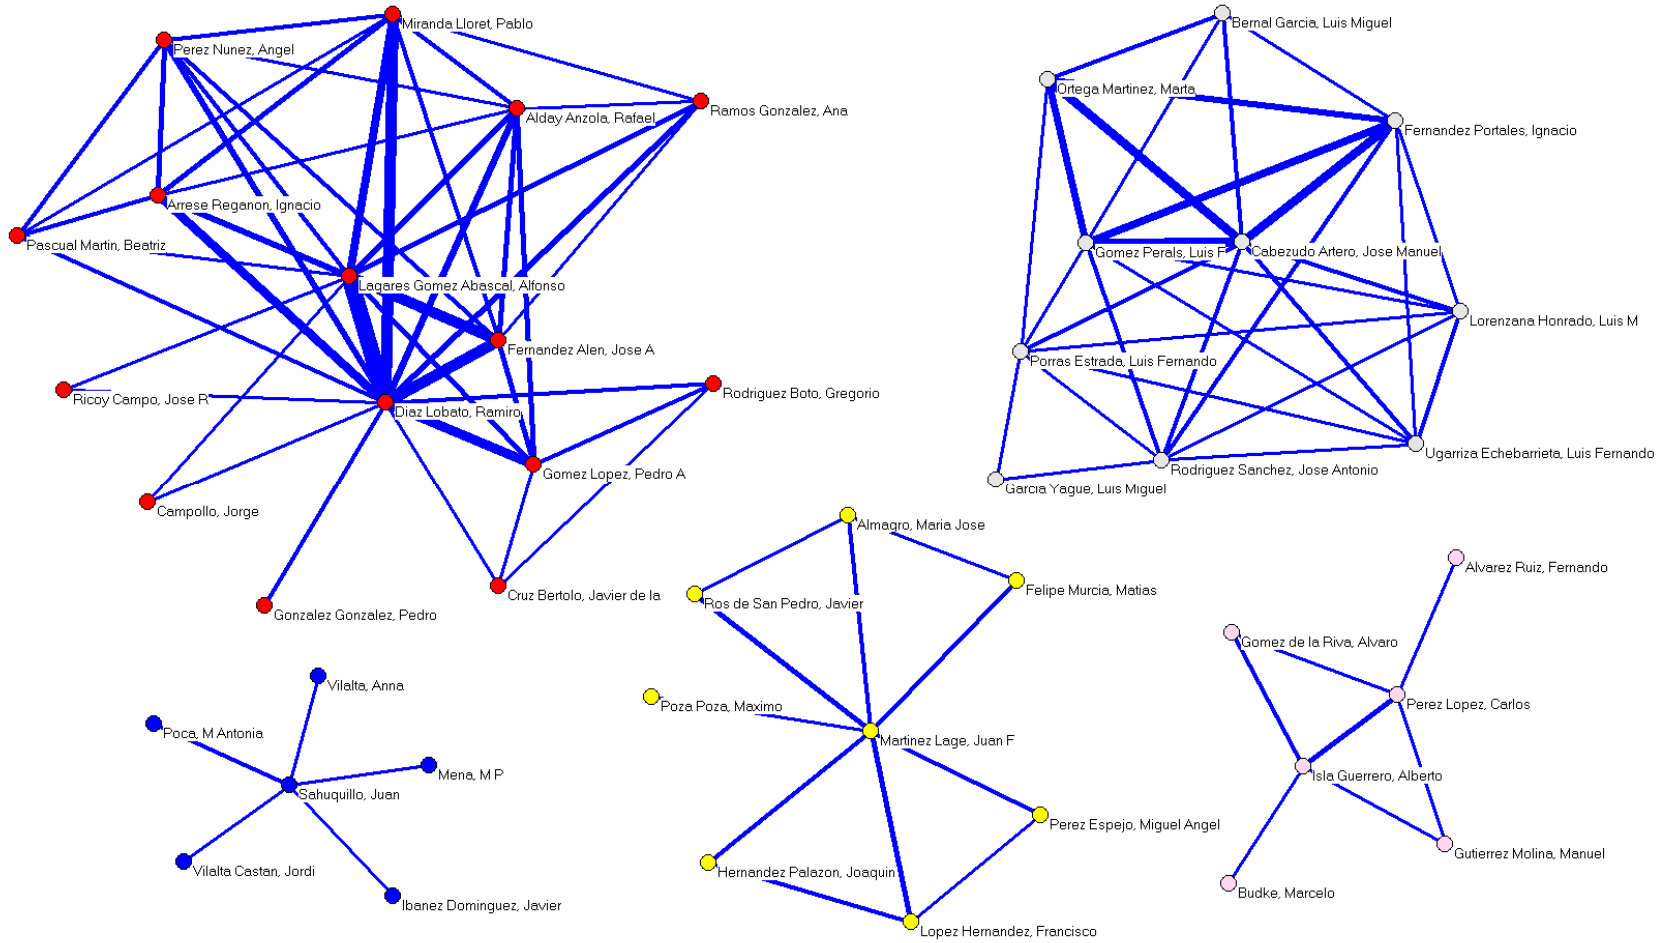 Miranda Lloret, Pablo
Perez Nunez, Angel
Alday Anzola, Rafael
Ramos Gonzalez, Ana
Arrese Reganon, Ignacio
Pascual Martin, Beatriz
Lagares Gomez Abascal, Alfonso
Fernandez Alen, Jose A
Ricoy Campo, Jose R
Diaz Lobato, Ramiro
Rodriguez Boto, Gregorio
Gomez Lopez, Pedro A
Campollo, Jorge
Cruz Bertolo, Javier de la
Gonzalez Gonzalez, Pedro
Bernal Garcia, Luis Miguel
Ortega Martinez, Marta
Fernandez Portales, Ignacio
Gomez Perals, Luis F
Cabezudo Artero, Jose Manuel
Lorenzana Honrado, Luis M
Porras Estrada, Luis Fernando
Ugarriza Echebarrieta, Luis Fernando
Rodriguez Sanchez, Jose Antonio
Garcia Yague, Luis Miguel
Almagro, Maria Jose
Felipe Murcia, Matias
Ros de San Pedro, Javier
Poza Poza, Maximo
Martinez Lage, Juan F
Perez Espejo, Miguel Angel
Hernandez Palazon, Joaquin
Lopez Hernandez, Francisco
Alvarez Ruiz, Fernando
Gomez de la Riva, Alvaro
Perez Lopez, Carlos
Isla Guerrero, Alberto
Gutierrez Molina, Manuel
Budke, Marcelo
Vilalta, Anna
Poca, M Antonia
Mena, M P
Sahuquillo, Juan
Vilalta Castan, Jordi
Ibanez Dominguez, Javier